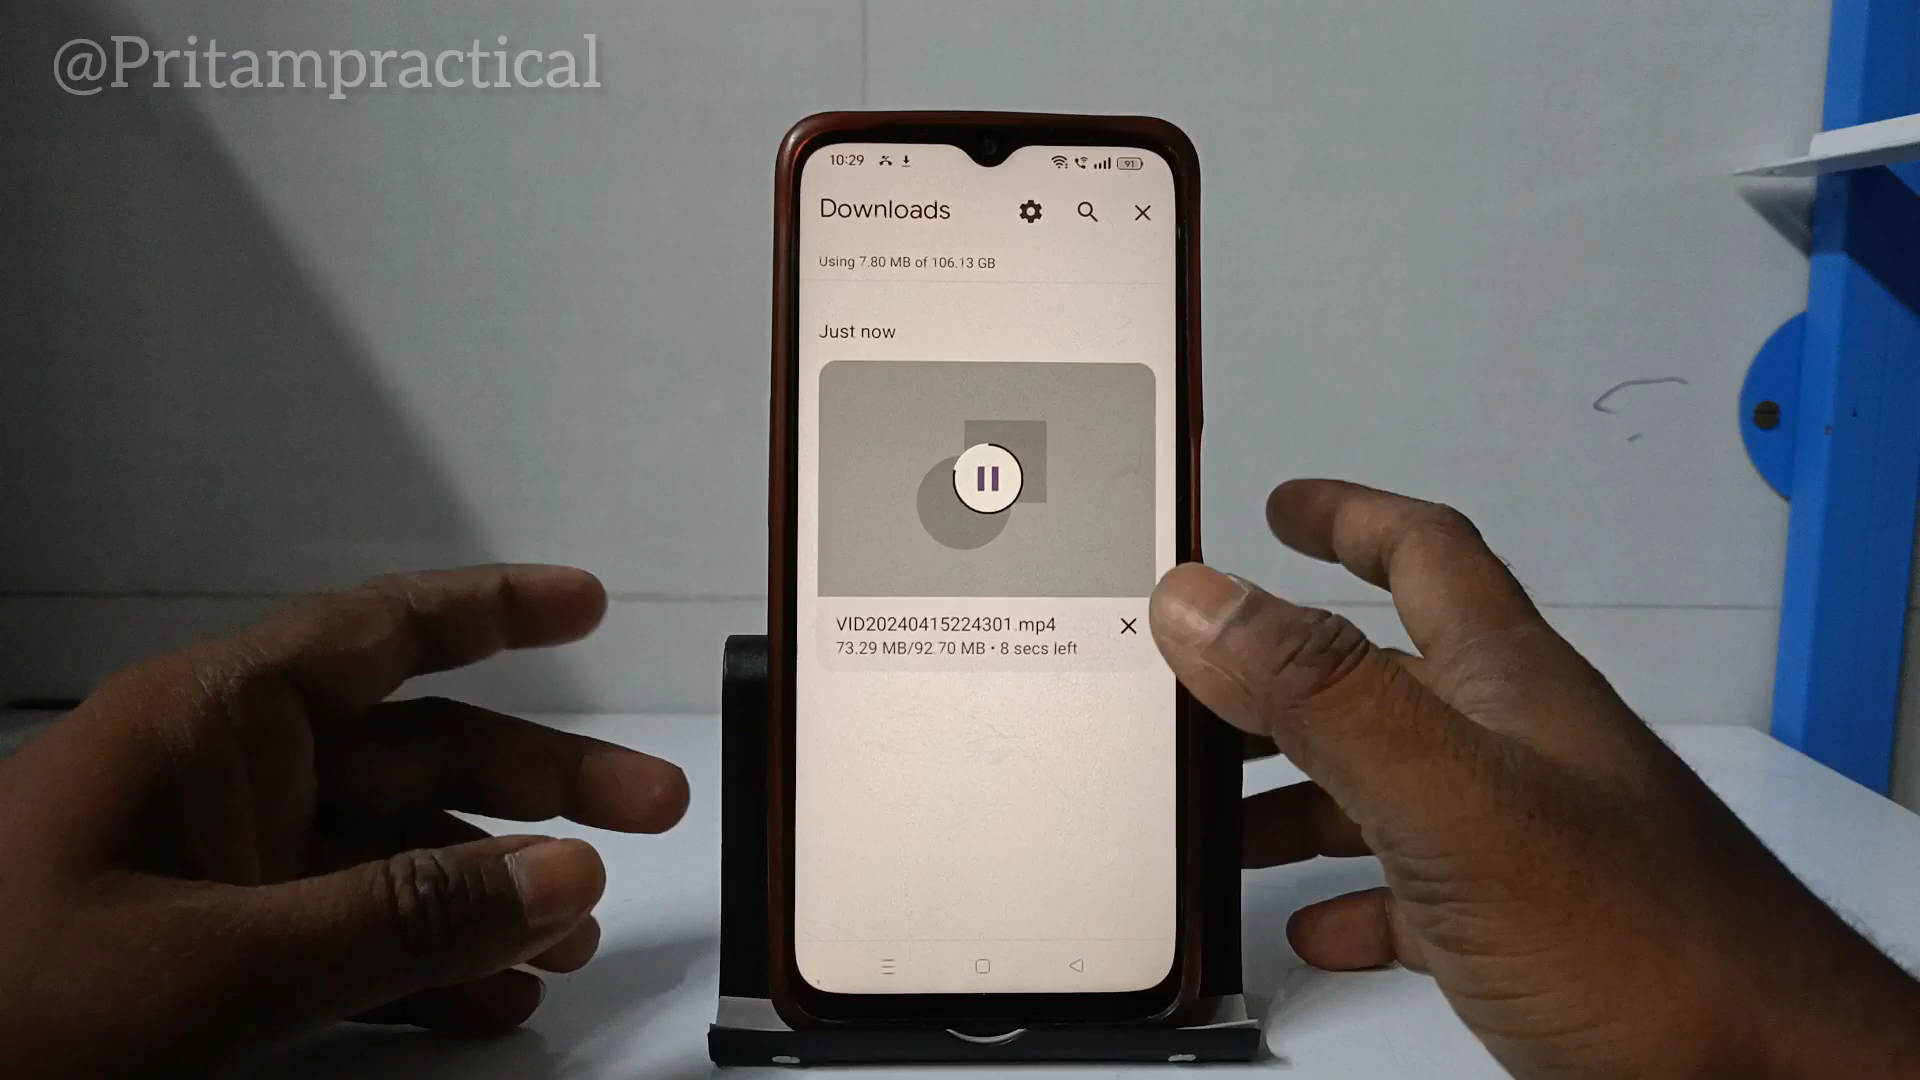 @Pritampractical
10:29
91
Downloads
Using 7.80 MB of 106.13 GB
Just now
VID20240415224301.mp4
73.29 MB/92.70 MB • 8 secs left